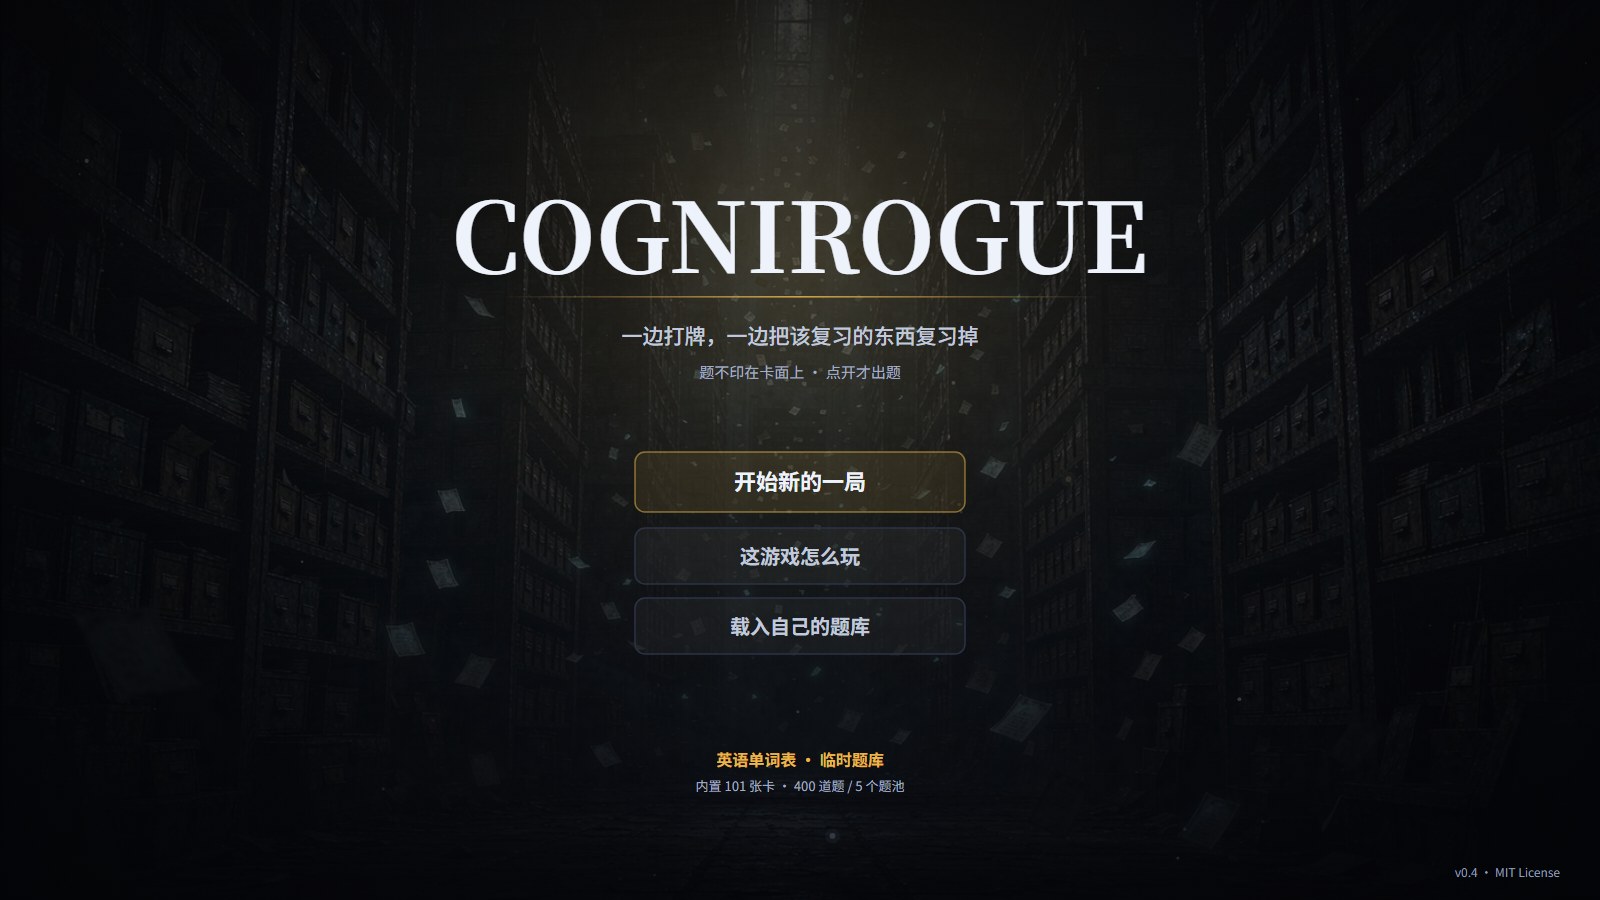 COGNIROGUE
一边打牌，一边把该复习的东西复习掉
题不印在卡面上 · 点开才出题
开始新的一局
这游戏怎么玩
载入自己的题库
英语单词表 · 临时题库
内置 101 张卡 · 400 道题 / 5 个题池
v0.4 · MIT License